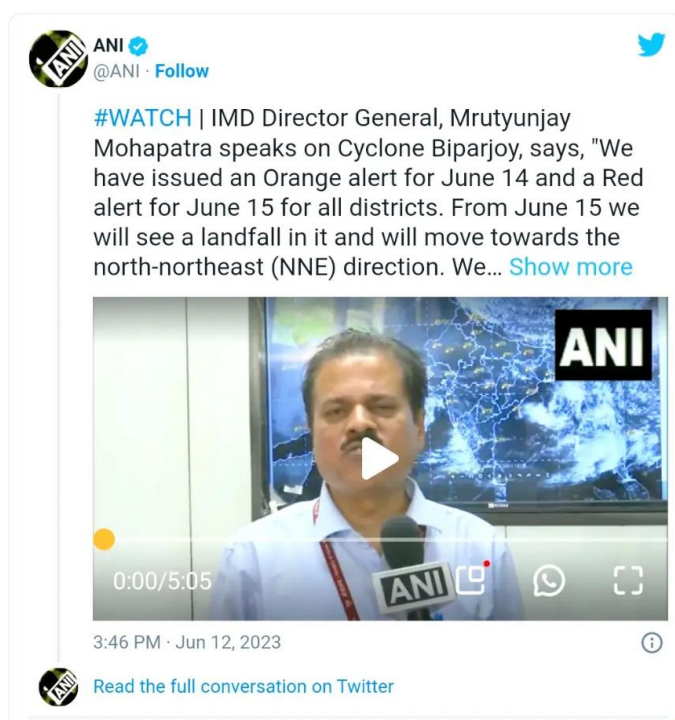 ANI
@ANI · Follow
#WATCH | IMD Director General, Mrutyunjay
Mohapatra speaks on Cyclone Biparjoy, says, "We
have issued an Orange alert for June 14 and a Red
alert for June 15 for all districts. From June 15 we
will see a landfall in it and will move towards the
north-northeast (NNE) direction. We... Show more
ANI
ANI
0:00/5:05
ANI
3:46 PM · Jun 12, 2023
ANI
Read the full conversation on Twitter